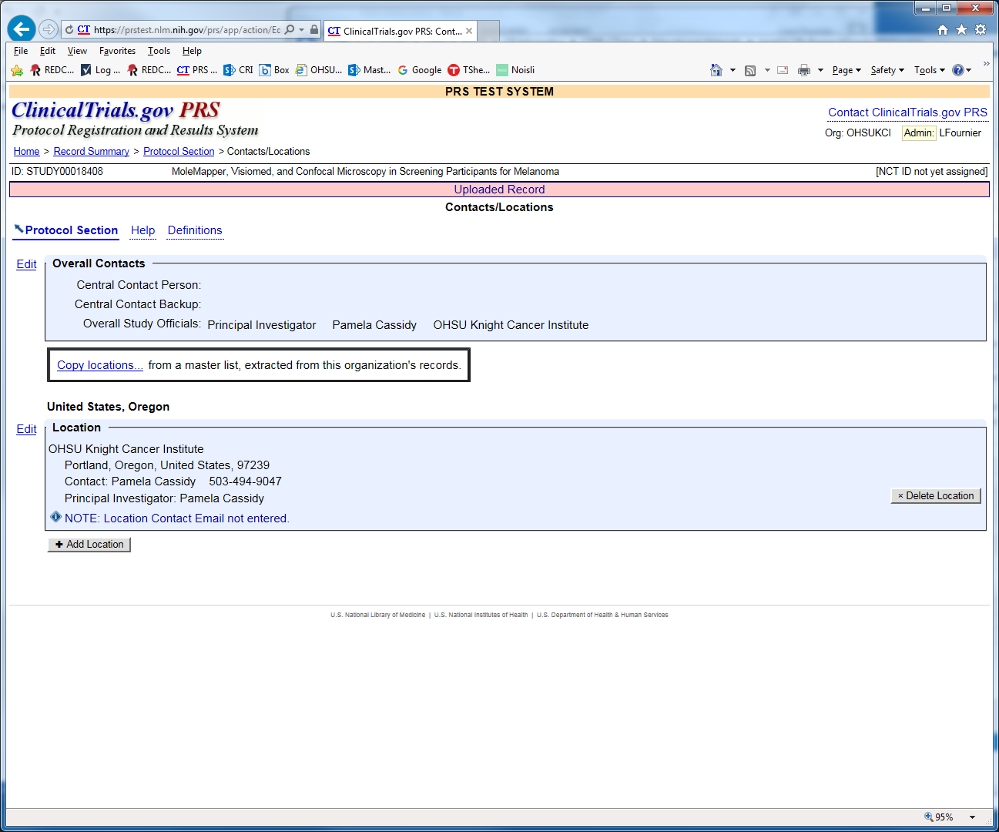 CT https://prstest.nlm.nih.gov/prs/app/action/Ec
CT ClinicalTrials.gov PRS: Cont... ×
File Edit View Favorites Tools Help
REDC... Log ... REDC... CT PRS ... CRI Box OHSU... Mast... Google TShe... Noisli
Page Safety Tools
PRS TEST SYSTEM
ClinicalTrials.gov PRS
Protocol Registration and Results System
Contact ClinicalTrials.gov PRS
Org: OHSUKCI Admin: LFournier
Home > Record Summary > Protocol Section > Contacts/Locations
ID: STUDY00018408 MoleMapper, Visiomed, and Confocal Microscopy in Screening Participants for Melanoma [NCT ID not yet assigned]
Uploaded Record
Contacts/Locations
Protocol Section Help Definitions
Edit Overall Contacts
Central Contact Person:
Central Contact Backup:
Overall Study Officials: Principal Investigator Pamela Cassidy OHSU Knight Cancer Institute
Copy locations... from a master list, extracted from this organization's records.
United States, Oregon
Edit Location
OHSU Knight Cancer Institute
Portland, Oregon, United States, 97239
Contact: Pamela Cassidy 503-494-9047
Principal Investigator: Pamela Cassidy
× Delete Location
NOTE: Location Contact Email not entered.
+ Add Location
U.S. National Library of Medicine | U.S. National Institutes of Health | U.S. Department of Health & Human Services
95%